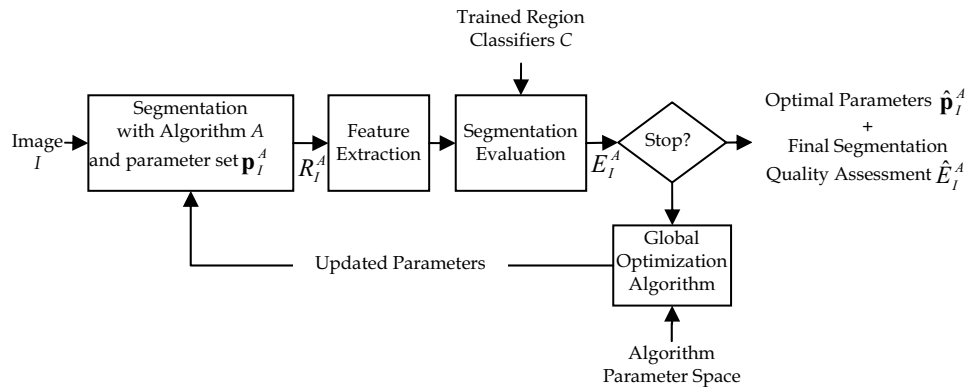 Trained Region
Classifiers C
Image
I
Segmentation
with Algorithm A
and parameter set 𝐩_I^A
R_I^A
Feature
Extraction
Segmentation
Evaluation
E_I^A
Stop?
Optimal Parameters 𝐩̂_I^A
+
Final Segmentation
Quality Assessment Ê_I^A
Updated Parameters
Global
Optimization
Algorithm
Algorithm
Parameter Space